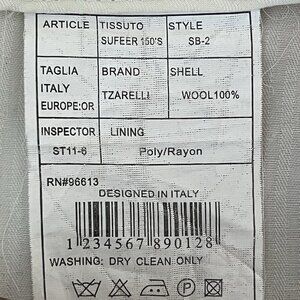 ARTICLE TISSUTO STYLE
SUFEER 150'S SB-2
TAGLIA BRAND SHELL
ITALY TZARELLI WOOL100%
EUROPE:OR
INSPECTOR LINING
ST11-6 Poly/Rayon
RN#96613
DESIGNED IN ITALY
1 234567 890128
WASHING: DRY CLEAN ONLY